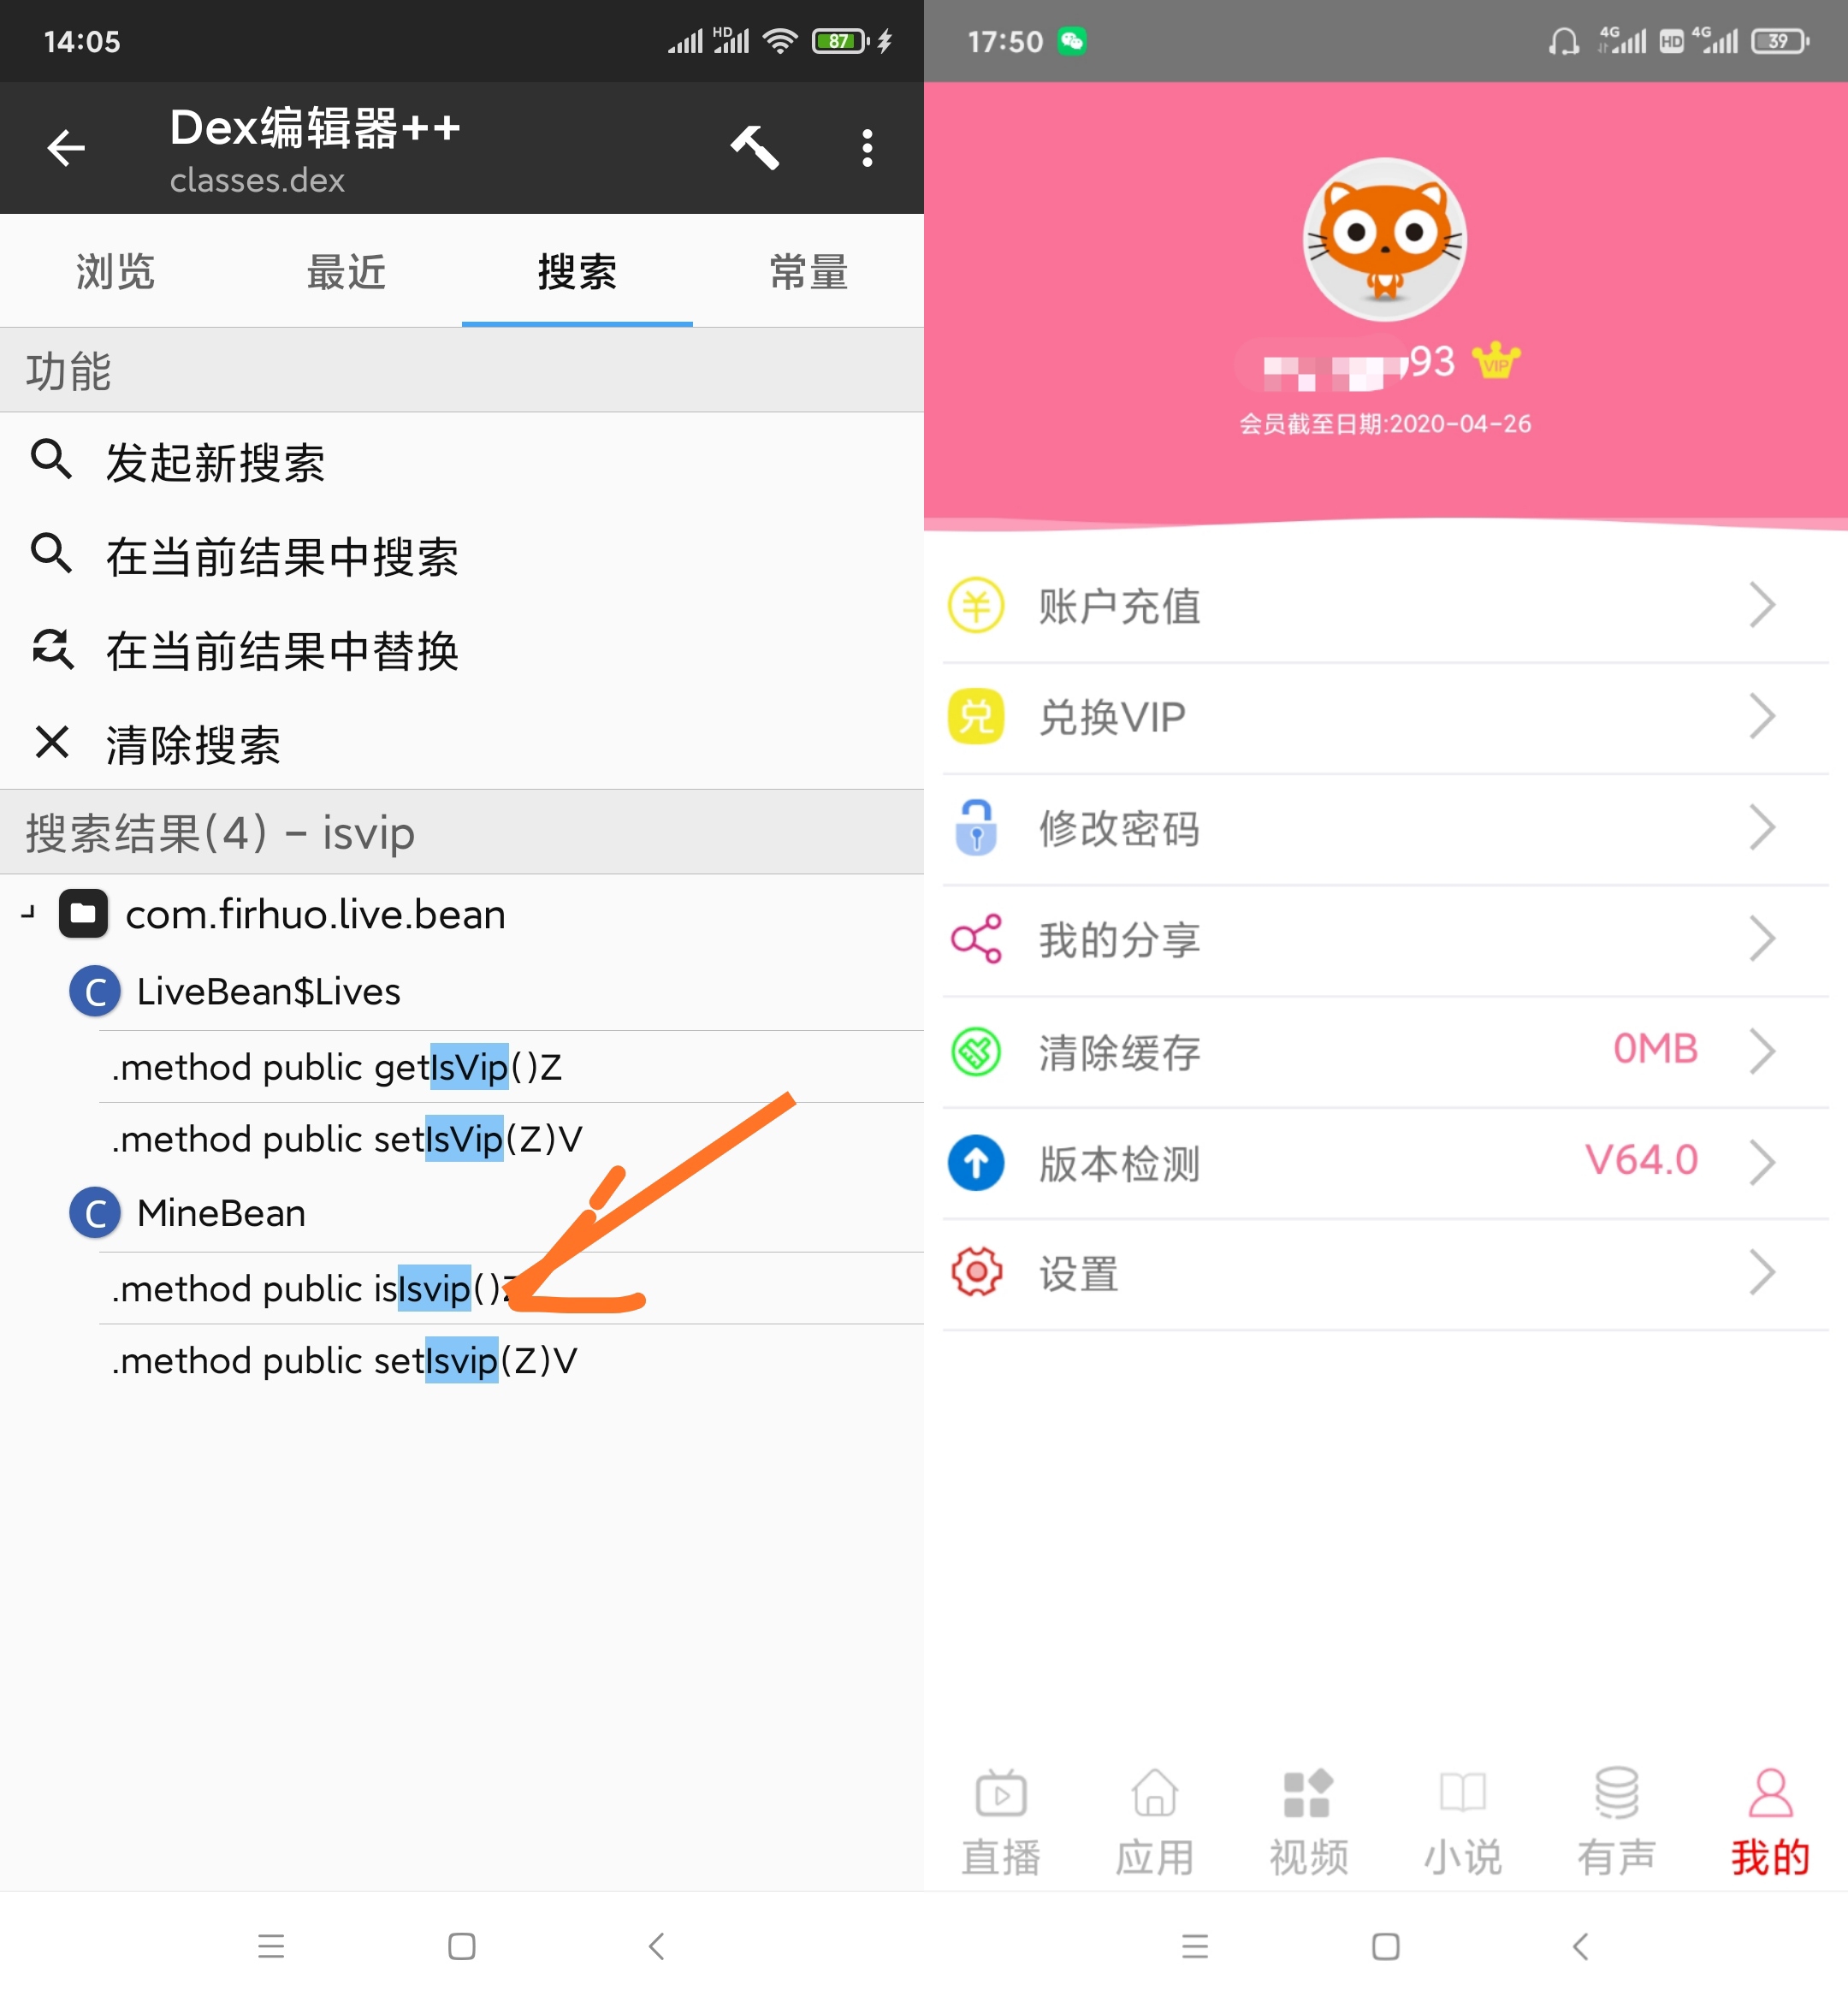 14:05
HD
87
Dex编辑器++
classes.dex
浏览
最近
搜索
常量
功能
发起新搜索
在当前结果中搜索
在当前结果中替换
清除搜索
搜索结果(4) - isvip
com.firhuo.live.bean
C LiveBean$Lives
.method public getIsVip()Z
.method public setIsVip(Z)V
C MineBean
.method public isIsvip()
.method public setIsvip(Z)V
17:50
4G
HD
4G
39
93
VIP
会员截至日期:2020-04-26
账户充值
兑 兑换VIP
修改密码
我的分享
清除缓存 0MB
版本检测 V64.0
设置
直播
应用
视频
小说
有声
我的